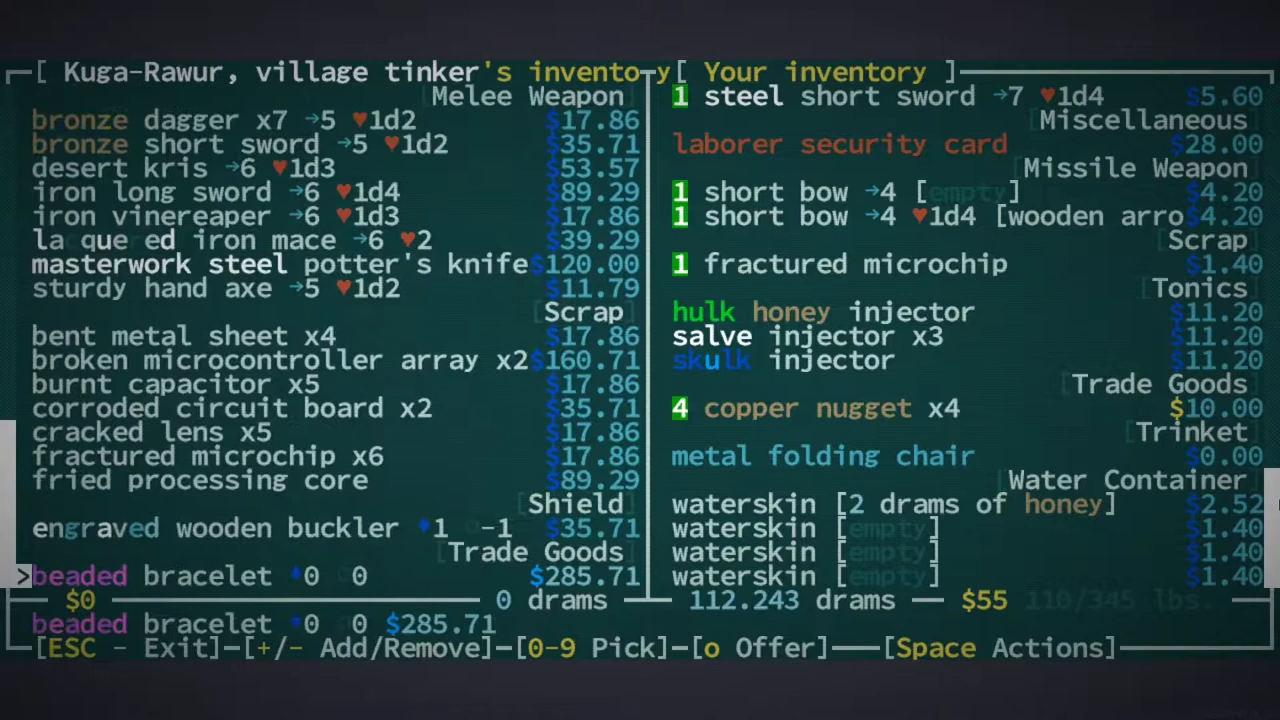 [ Kuga-Rawur, village tinker's inventory
[Melee Weapon]
bronze dagger x7 →5 ♥1d2 $17.86
bronze short sword →5 ♥1d2 $35.71
desert kris →6 ♥1d3 $53.57
iron long sword →6 ♥1d4 $89.29
iron vinereaper →6 ♥1d3 $17.86
lacquered iron mace →6 ♥2 $39.29
masterwork steel potter's knife $120.00
sturdy hand axe →5 ♥1d2 $11.79
[Scrap]
bent metal sheet x4 $17.86
broken microcontroller array x2 $160.71
burnt capacitor x5 $17.86
corroded circuit board x2 $35.71
cracked lens x5 $17.86
fractured microchip x6 $17.86
fried processing core $89.29
[Shield]
engraved wooden buckler ♦1 ○-1 $35.71
[Trade Goods]
>beaded bracelet ♦0 ○0 $285.71
$0 0 drams
[ Your inventory ]
1 steel short sword →7 ♥1d4 $5.60
[Miscellaneous]
laborer security card $28.00
[Missile Weapon]
1 short bow →4 [empty] $4.20
1 short bow →4 ♥1d4 [wooden arro $4.20
[Scrap]
1 fractured microchip $1.40
[Tonics]
hulk honey injector $11.20
salve injector x3 $11.20
skulk injector $11.20
[Trade Goods]
4 copper nugget x4 $10.00
[Trinket]
metal folding chair $0.00
[Water Container]
waterskin [2 drams of honey] $2.52
waterskin [empty] $1.40
waterskin [empty] $1.40
waterskin [empty] $1.40
112.243 drams — $55 110/345 lbs.
beaded bracelet ♦0 ○0 $285.71
[ESC - Exit]-[+/- Add/Remove]-[0-9 Pick]-[o Offer]-[Space Actions]